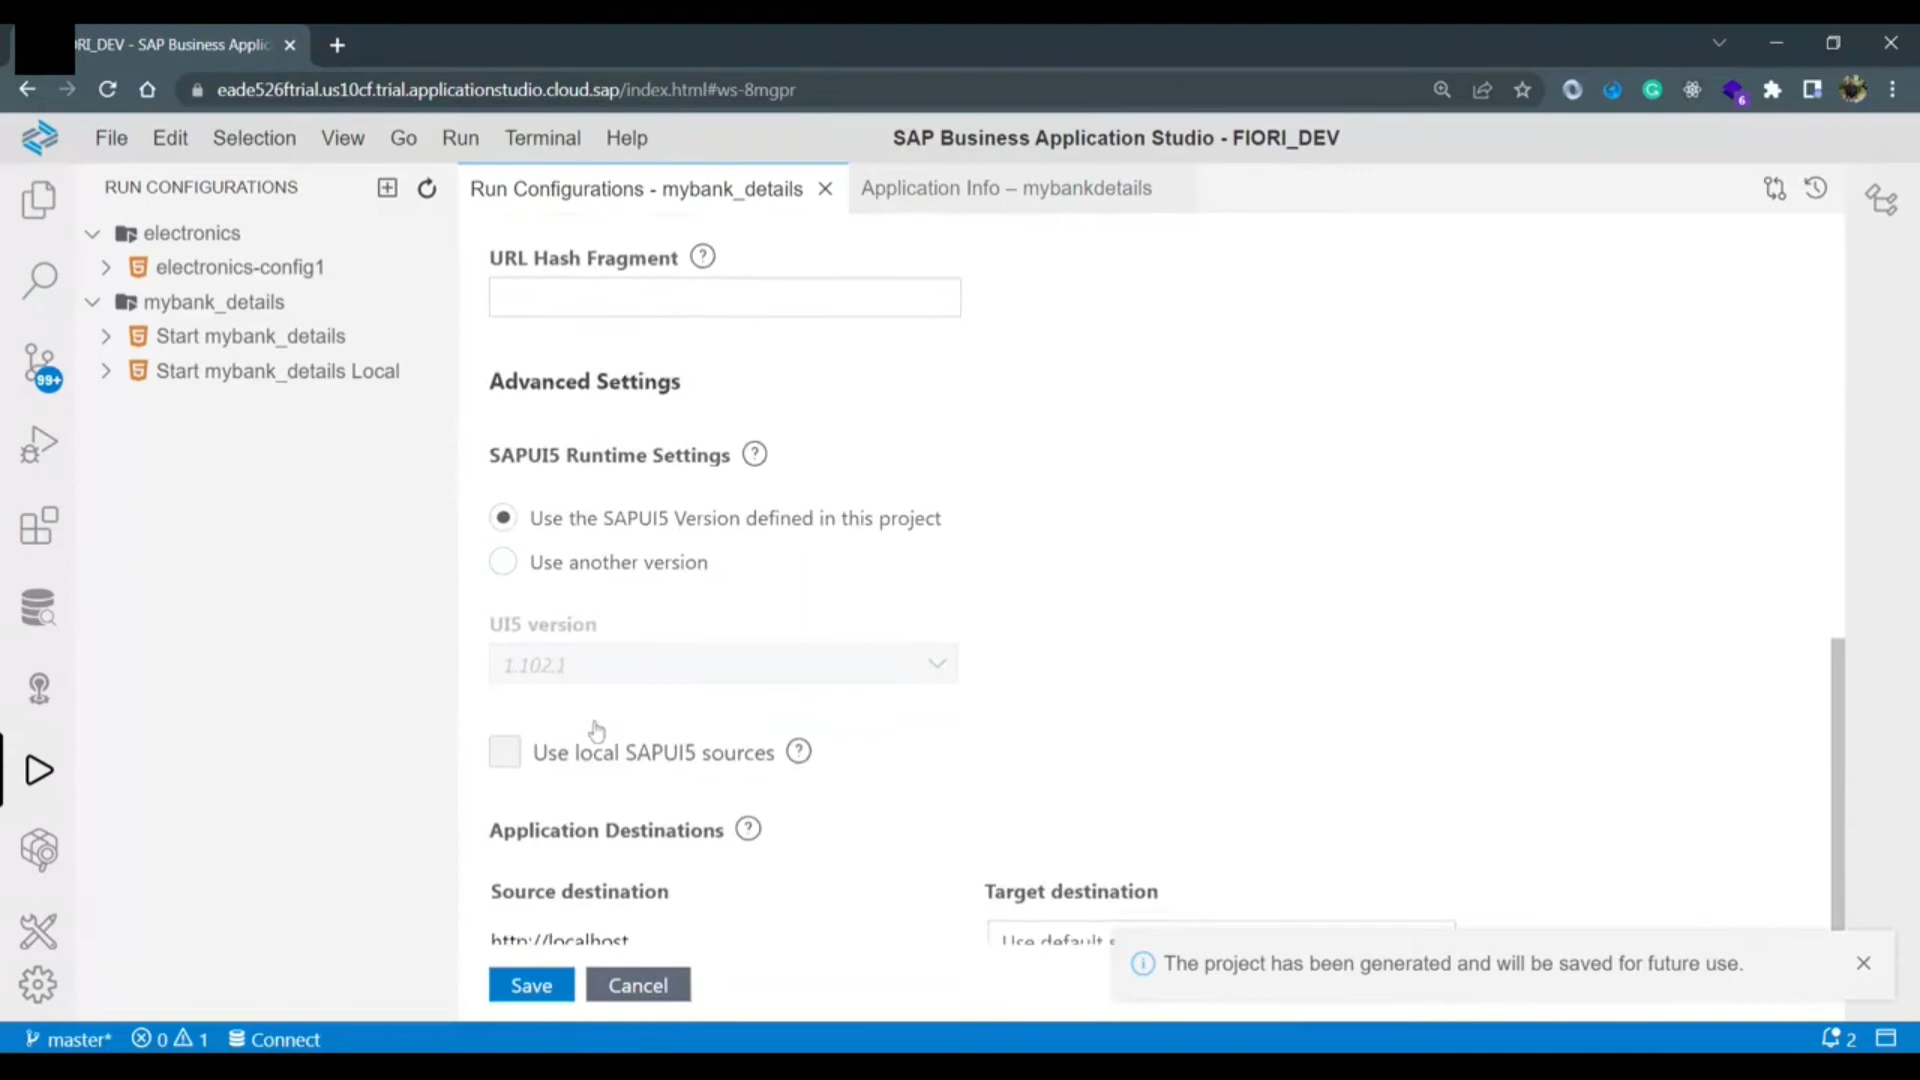 RI_DEV - SAP Business Applic
eade526ftrial.us10cf.trial.applicationstudio.cloud.sap/index.html#ws-8mgpr
6
File Edit Selection View Go Run Terminal Help
SAP Business Application Studio - FIORI_DEV
RUN CONFIGURATIONS
electronics
electronics-config1
mybank_details
Start mybank_details
Start mybank_details Local
99+
Run Configurations - mybank_details
Application Info – mybankdetails
URL Hash Fragment ?
Advanced Settings
SAPUI5 Runtime Settings ?
Use the SAPUI5 Version defined in this project
Use another version
UI5 version
1.102.1
Use local SAPUI5 sources ?
Application Destinations ?
Source destination Target destination
http://localhost Use default
Save Cancel
The project has been generated and will be saved for future use.
master* 0 1 Connect 2